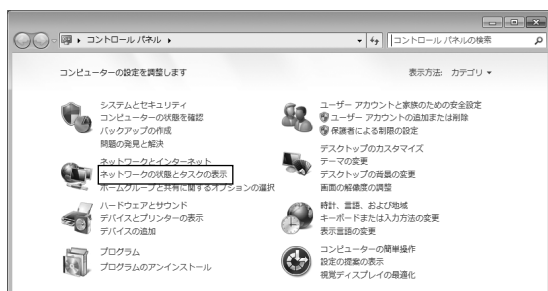 コントロール パネル
コントロール パネルの検索
コンピューターの設定を調整します
表示方法: カテゴリ
システムとセキュリティ
コンピューターの状態を確認
バックアップの作成
問題の発見と解決
ネットワークとインターネット
ネットワークの状態とタスクの表示
ホームグループと共有に関するオプションの選択
ハードウェアとサウンド
デバイスとプリンターの表示
デバイスの追加
プログラム
プログラムのアンインストール
ユーザー アカウントと家族のための安全設定
ユーザー アカウントの追加または削除
保護者による制限の設定
デスクトップのカスタマイズ
テーマの変更
デスクトップの背景の変更
画面の解像度の調整
時計、言語、および地域
キーボードまたは入力方法の変更
表示言語の変更
コンピューターの簡単操作
設定の提案の表示
視覚ディスプレイの最適化